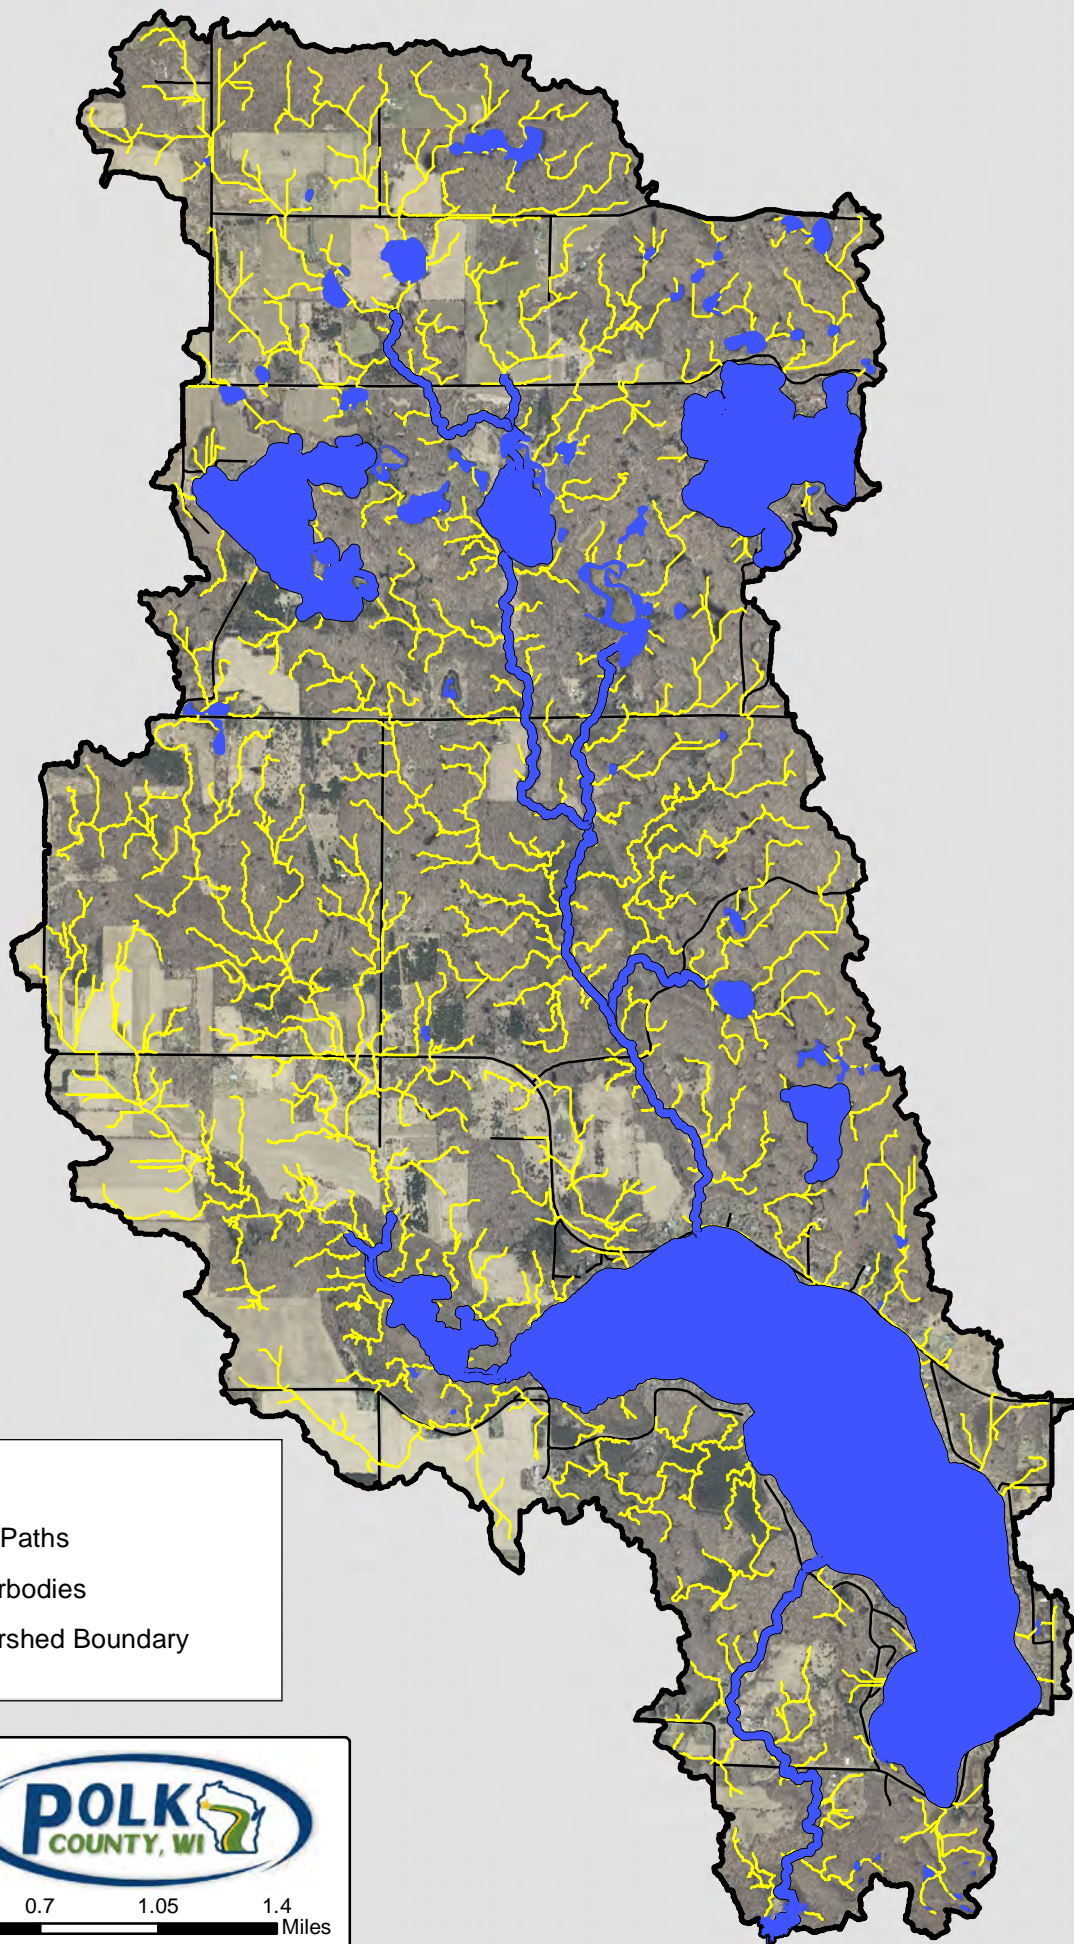 Paths
rbodies
rshed Boundary
POLK
COUNTY, WI
0.7 1.05 1.4
Miles